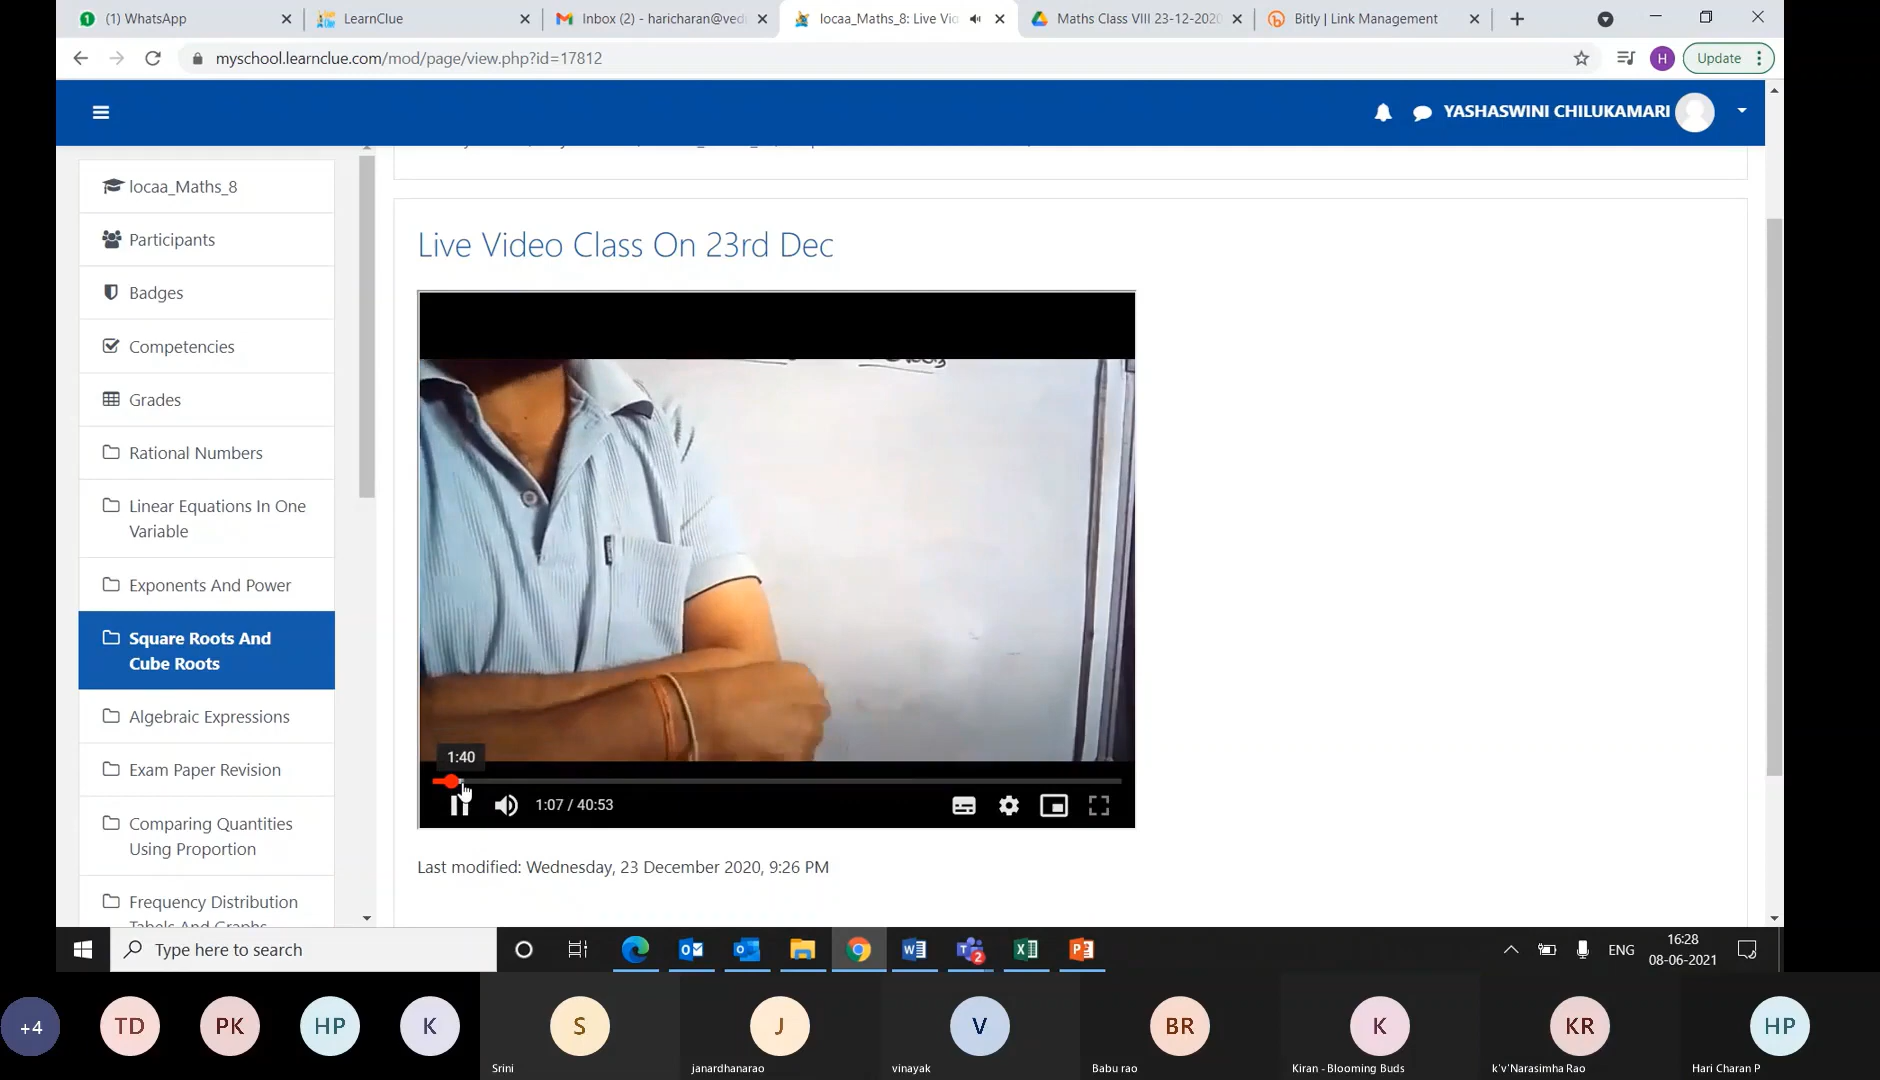 (1) WhatsApp
LearnClue
Inbox (2) - haricharan@ved
locaa_Maths_8: Live Vid
Maths Class VIII 23-12-2020
Bitly | Link Management
myschool.learnclue.com/mod/page/view.php?id=17812
H
Update
YASHASWINI CHILUKAMARI
locaa_Maths_8
Participants
Badges
Competencies
Grades
Rational Numbers
Linear Equations In One
Variable
Exponents And Power
Square Roots And
Cube Roots
Algebraic Expressions
Exam Paper Revision
Comparing Quantities
Using Proportion
Frequency Distribution
Tabels And Graphs
Live Video Class On 23rd Dec
1:40
1:07 / 40:53
Last modified: Wednesday, 23 December 2020, 9:26 PM
Type here to search
2
ENG
16:28
08-06-2021
+4
TD
PK
HP
K
S
J
V
BR
K
KR
HP
Srini
janardhanarao
vinayak
Babu rao
Kiran - Blooming Buds
k'v'Narasimha Rao
Hari Charan P